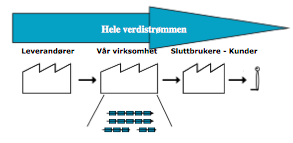 Hele verdistrømmen
Leverandører Vår virksomhet Sluttbrukere - Kunder